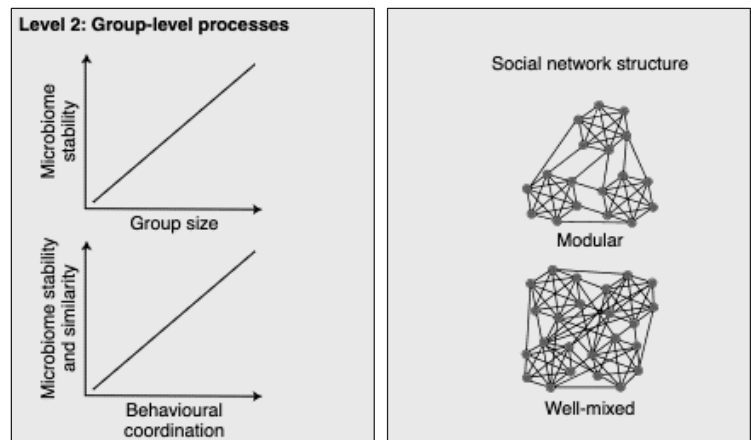 Level 2: Group-level processes
Microbiome
stability
Group size
Microbiome stability
and similarity
Behavioural
coordination
Social network structure
Modular
Well-mixed